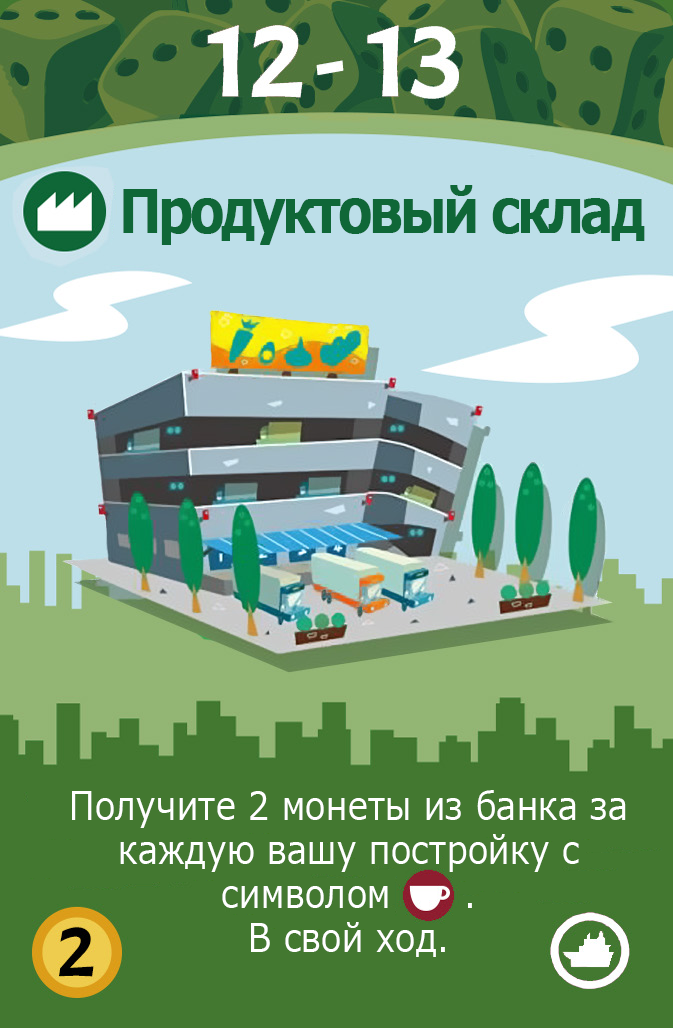 12 - 13
Продуктовый склад
Получите 2 монеты из банка за
каждую вашу постройку с
символом .
В свой ход.
2